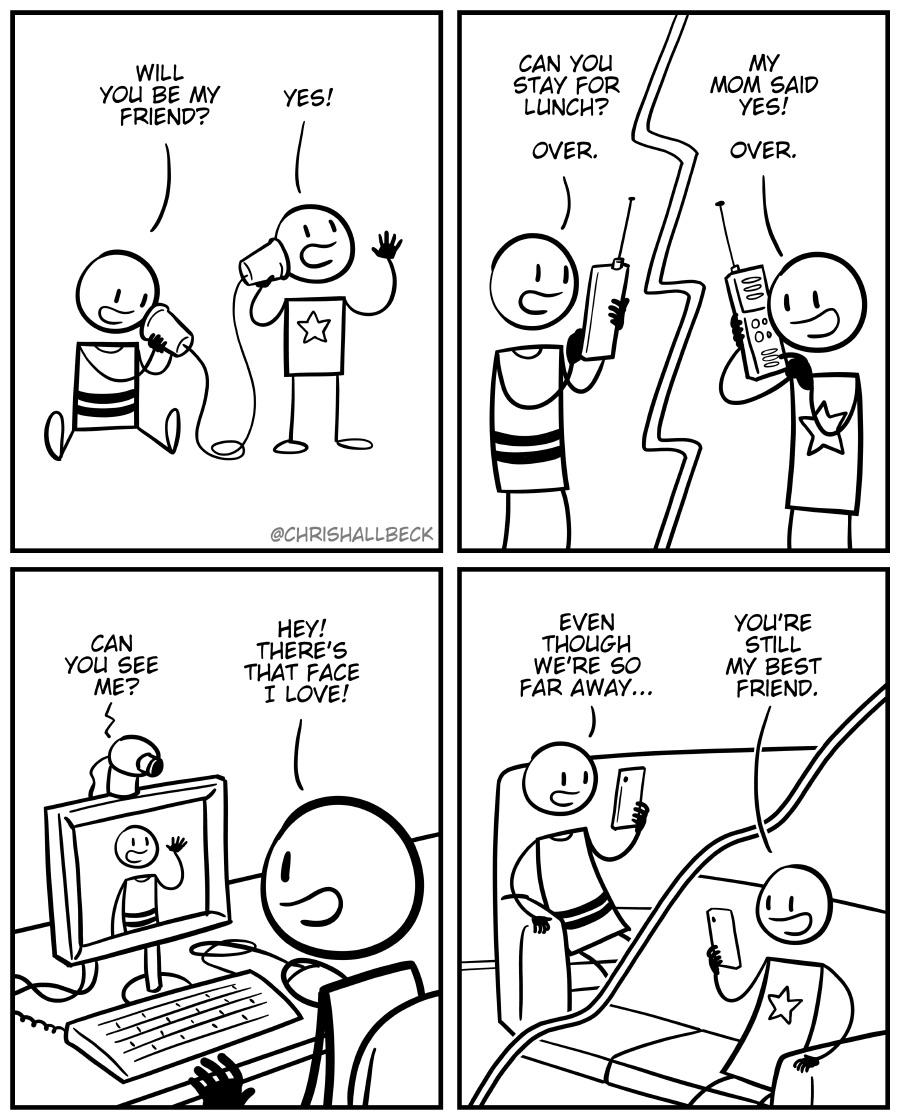 WILL
YOU BE MY
FRIEND?
YES!
@CHRISHALLBECK
CAN YOU
STAY FOR
LUNCH?
OVER.
MY
MOM SAID
YES!
OVER.
CAN
YOU SEE
ME?
HEY!
THERE'S
THAT FACE
I LOVE!
EVEN
THOUGH
WE'RE SO
FAR AWAY...
YOU'RE
STILL
MY BEST
FRIEND.